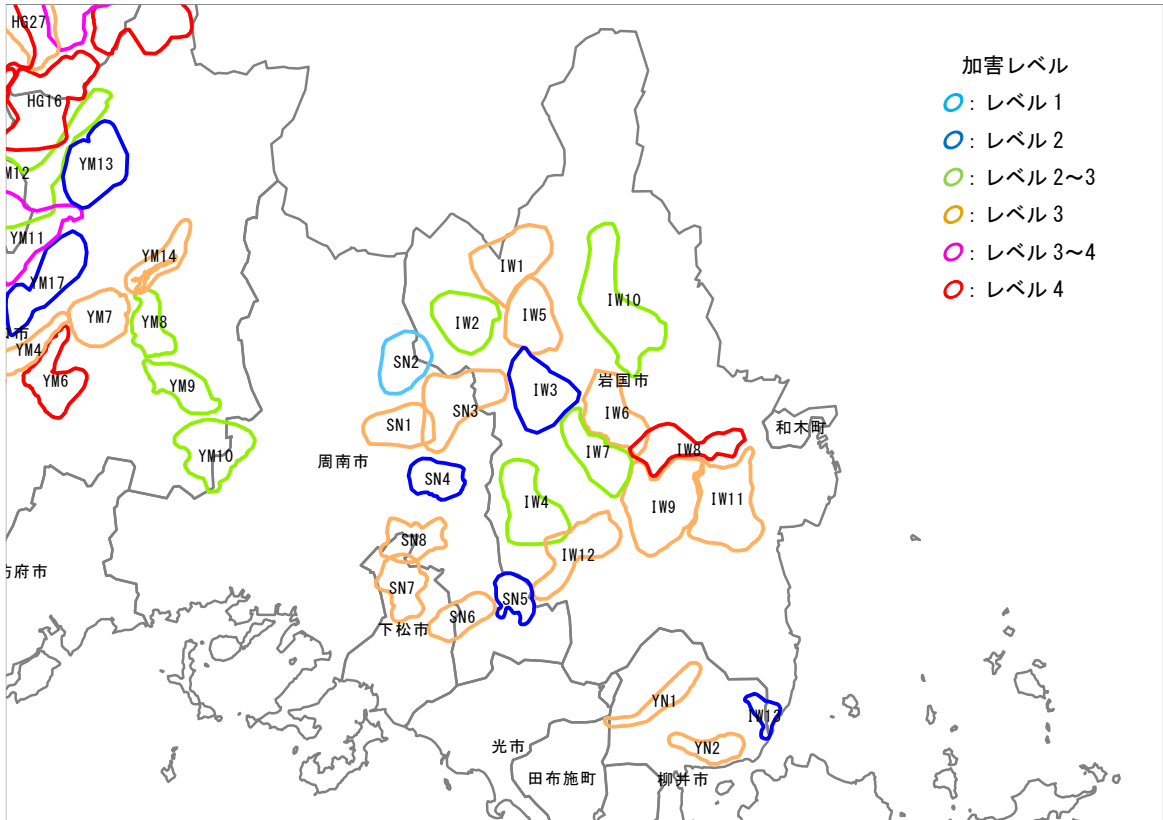 HG27
加害レベル
HG16
：レベル1
：レベル2
M12
YM13
：レベル2～3
：レベル3
YM11
YM14
：レベル3～4
IW1
YM17
：レベル4
IW10
YM7
YM8
IW2
IW5
市
YM4
SN2
YM6
YM9
IW3
岩国市
SN3
IW6
SN1
和木町
YM10
IW7
IW8
周南市
SN4
IW4
IW9
IW11
SN8
IW12
防府市
SN7
SN5
SN6
下松市
YN1
IW13
光市
YN2
田布施町
柳井市